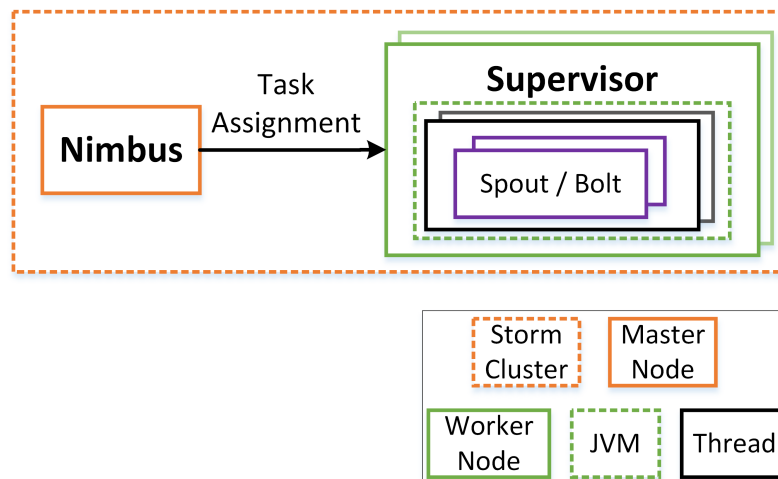 Task
Assignment
Nimbus
Supervisor
Spout / Bolt
Storm
Cluster
Master
Node
Worker
Node
JVM
Thread